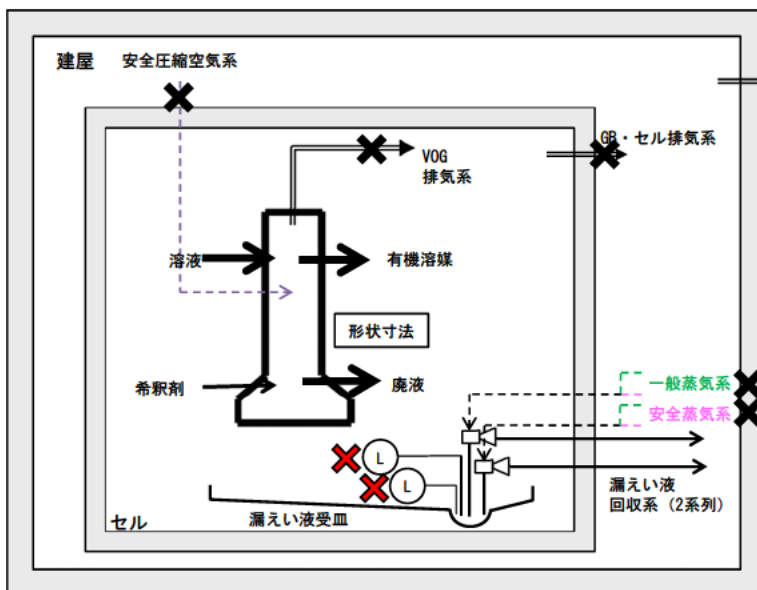 建屋
安全圧縮空気系
GB・セル排気系
VOG
排気系
溶液
有機溶媒
形状寸法
希釈剤
廃液
一般蒸気系
安全蒸気系
L
L
漏えい液
回収系（2系列）
漏えい液受皿
セル